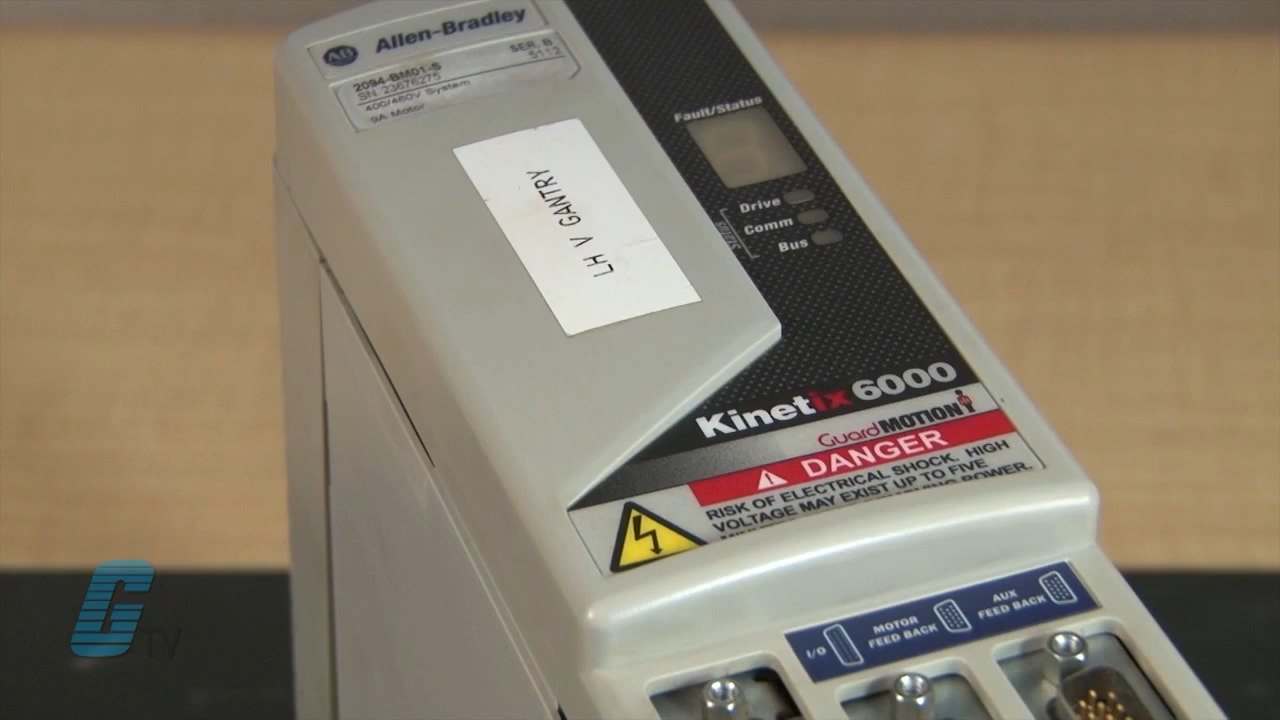 AB Allen-Bradley
2094-BM01-S SER. B
SN 23676275 5112
400/460V System
9A Motor
LH V GANTRY
Fault/Status
Drive
Comm
Bus
STATUS
Kinetix 6000
GuardMOTION
DANGER
RISK OF ELECTRICAL SHOCK. HIGH
VOLTAGE MAY EXIST UP TO FIVE
POWER.
I/O
MOTOR
FEED BACK
AUX
FEED BACK
G TV